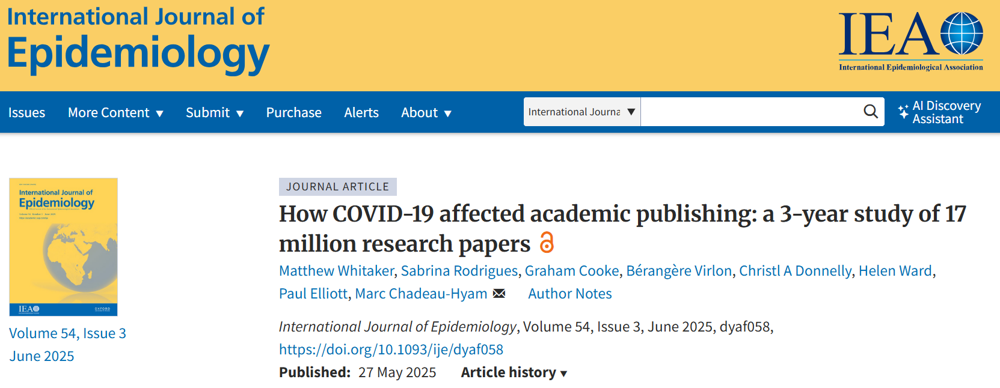 International Journal of
Epidemiology
IEA
International Epidemiological Association
Issues More Content ▼ Submit ▼ Purchase Alerts About ▼
International Journa ▼
AI Discovery
Assistant
International Journal of
Epidemiology
IEA
OXFORD
Volume 54, Issue 3
June 2025
JOURNAL ARTICLE
How COVID-19 affected academic publishing: a 3-year study of 17
million research papers
Matthew Whitaker, Sabrina Rodrigues, Graham Cooke, Bérangère Virlon, Christl A Donnelly, Helen Ward,
Paul Elliott, Marc Chadeau-Hyam Author Notes
International Journal of Epidemiology, Volume 54, Issue 3, June 2025, dyaf058,
https://doi.org/10.1093/ije/dyaf058
Published: 27 May 2025 Article history ▼